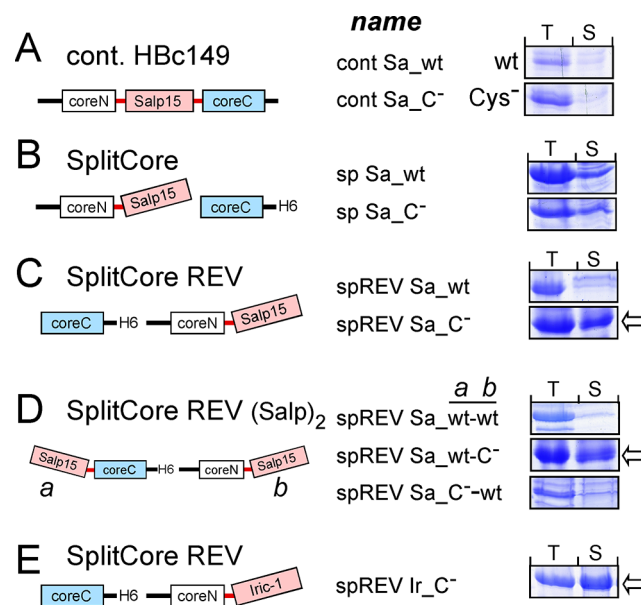 name
A cont. HBc149
T S
cont Sa_wt wt
coreN Salp15 coreC
cont Sa_C⁻ Cys⁻
B SplitCore
T S
sp Sa_wt
coreN Salp15 coreC H6
sp Sa_C⁻
C SplitCore REV
T S
spREV Sa_wt
coreC H6 coreN Salp15
spREV Sa_C⁻
a b
D SplitCore REV (Salp)₂
T S
spREV Sa_wt-wt
Salp15 coreC H6 coreN Salp15
spREV Sa_wt-C⁻
a b
spREV Sa_C⁻-wt
E SplitCore REV
T S
coreC H6 coreN Iric-1
spREV Ir_C⁻